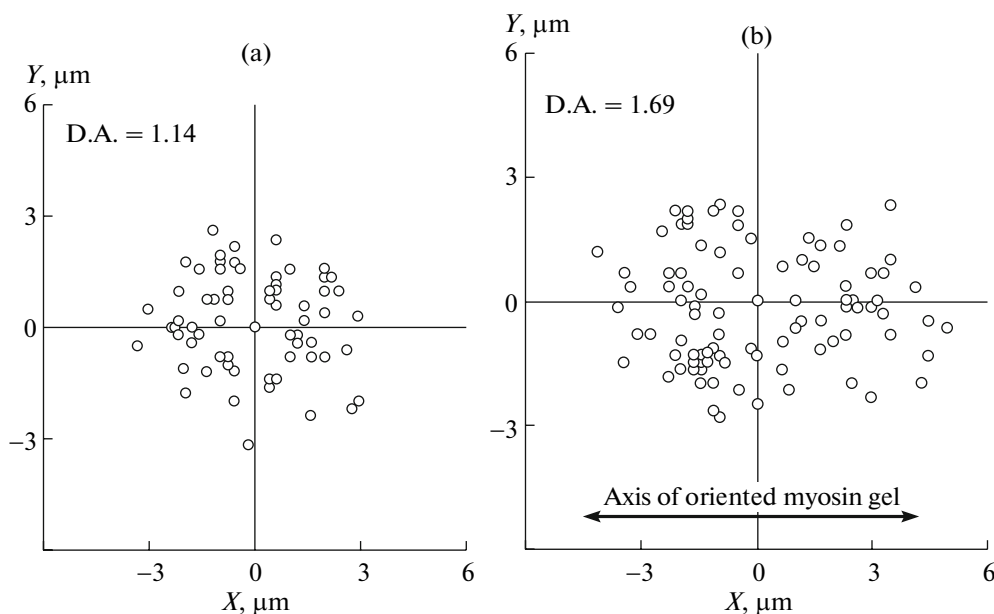 (a)
Y, μm
6
D.A. = 1.14
3
0
−3
−3
0
3
6
X, μm
(b)
Y, μm
6
D.A. = 1.69
3
0
−3
Axis of oriented myosin gel
−3
0
3
6
X, μm